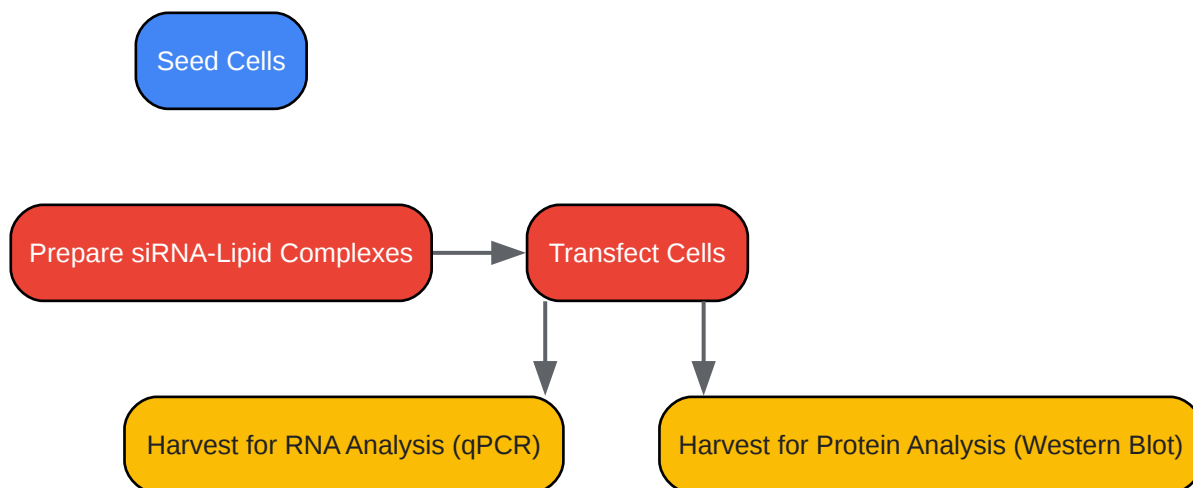 Seed Cells
Prepare siRNA-Lipid Complexes
Transfect Cells
Harvest for RNA Analysis (qPCR)
Harvest for Protein Analysis (Western Blot)